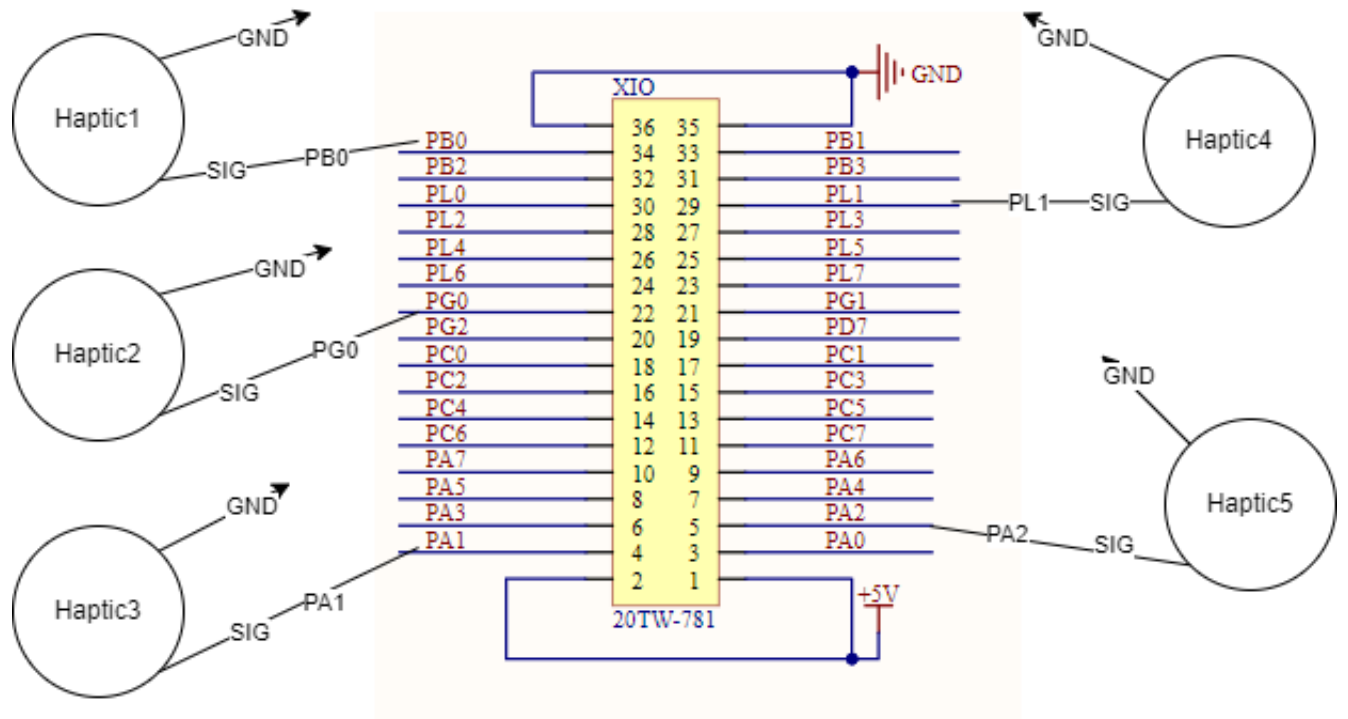 GND
GND
XIO
GND
Haptic1
36 35
Haptic4
PB0
PB0
SIG
34 33
PB1
PB2
32 31
PB3
PL0
30 29
PL1
PL1
SIG
PL2
28 27
PL3
PL4
26 25
PL5
GND
PL6
24 23
PL7
PG0
22 21
PG1
Haptic2
PG0
PG2
20 19
PD7
PC0
18 17
PC1
GND
SIG
PC2
16 15
PC3
PC4
14 13
PC5
PC6
12 11
PC7
PA7
10 9
PA6
GND
PA5
8 7
PA4
Haptic5
PA3
6 5
PA2
PA2
SIG
PA1
4 3
PA0
Haptic3
PA1
2 1
+5V
SIG
20TW-781